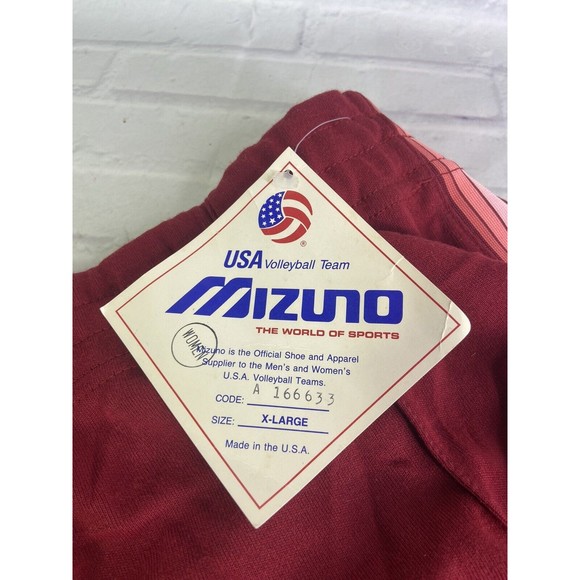 ®
USA Volleyball Team
MIZUNO
THE WORLD OF SPORTS
WOMEN
Mizuno is the Official Shoe and Apparel
Supplier to the Men's and Women's
U.S.A. Volleyball Teams.
CODE: A 166633
SIZE: X-LARGE
Made in the U.S.A.